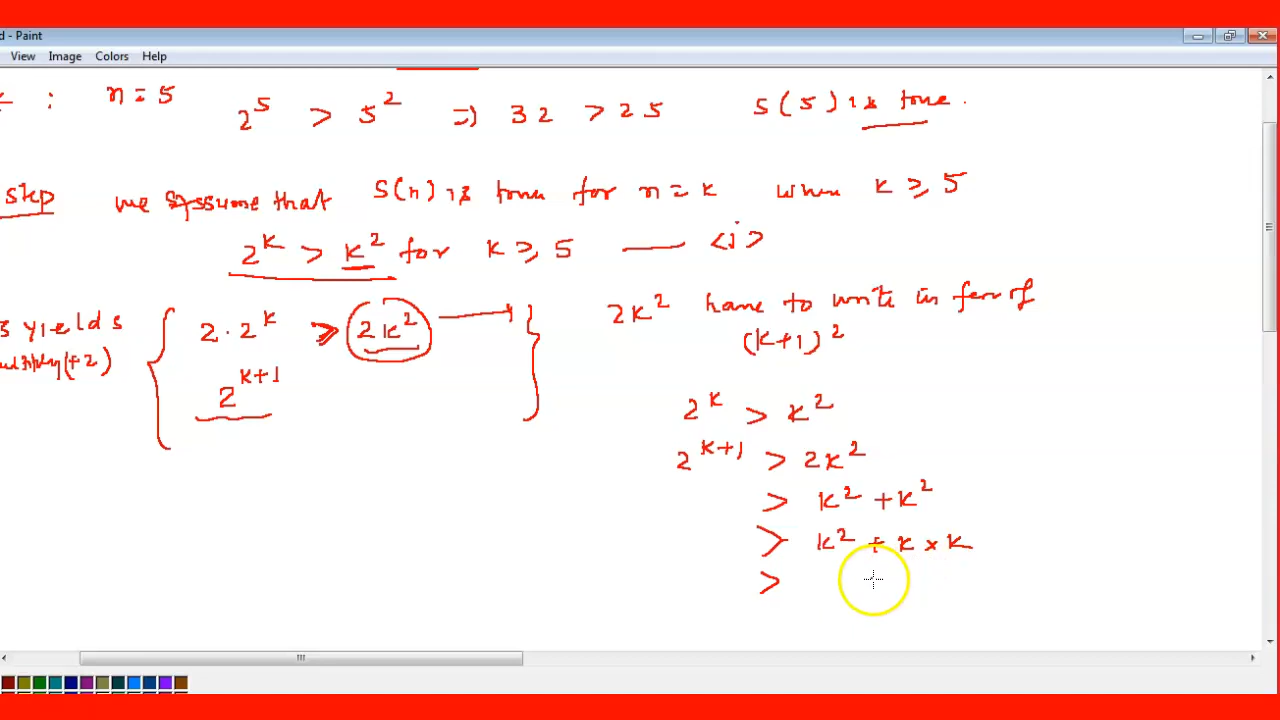 d - Paint
View Image Colors Help
: n = 5 2^5 > 5^2 => 32 > 25 S(5) is true.
step we assume that S(n) is true for n = k when k ≥ 5
2^k > k^2 for k ≥ 5 —— <i>
s yields { 2 · 2^k > 2k^2 → }
(+2)
2^{k+1}
2k^2 have to write in form of
(k+1)^2
2^k > k^2
2^{k+1} > 2k^2
> k^2 + k^2
> k^2 + k × k
>